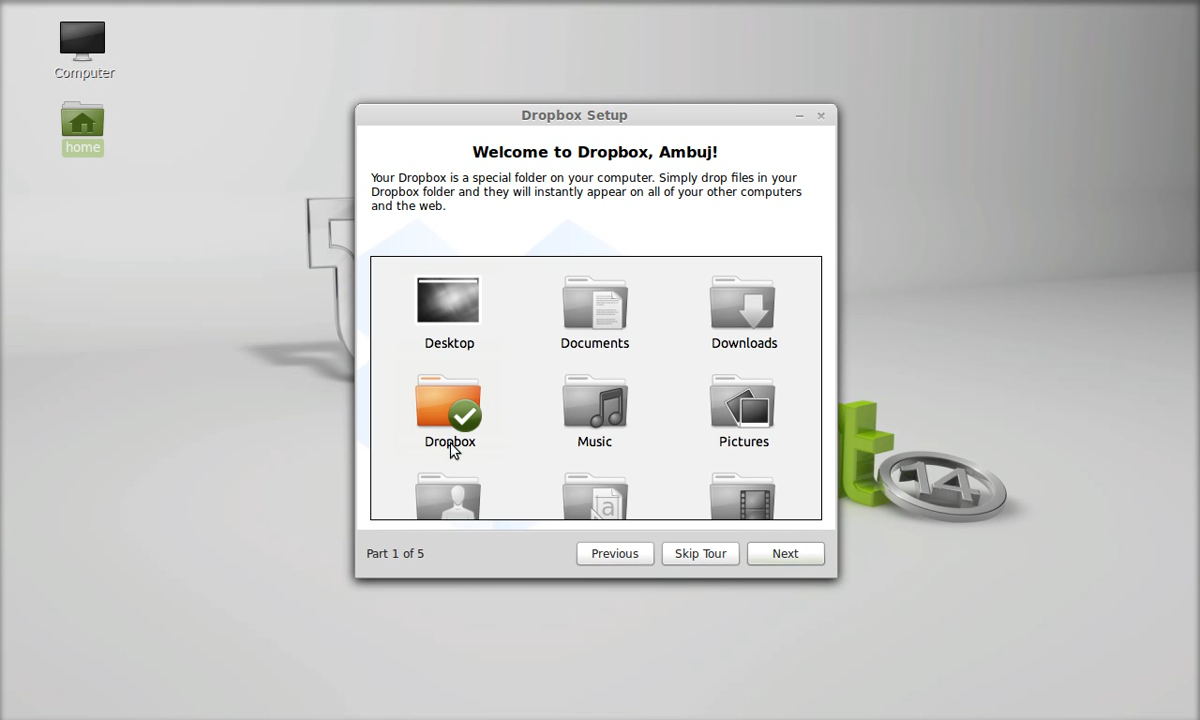 Computer
home
Dropbox Setup
Welcome to Dropbox, Ambuj!
Your Dropbox is a special folder on your computer. Simply drop files in your
Dropbox folder and they will instantly appear on all of your other computers
and the web.
Desktop Documents Downloads
Dropbox Music Pictures
a
t
14
Part 1 of 5 Previous Skip Tour Next